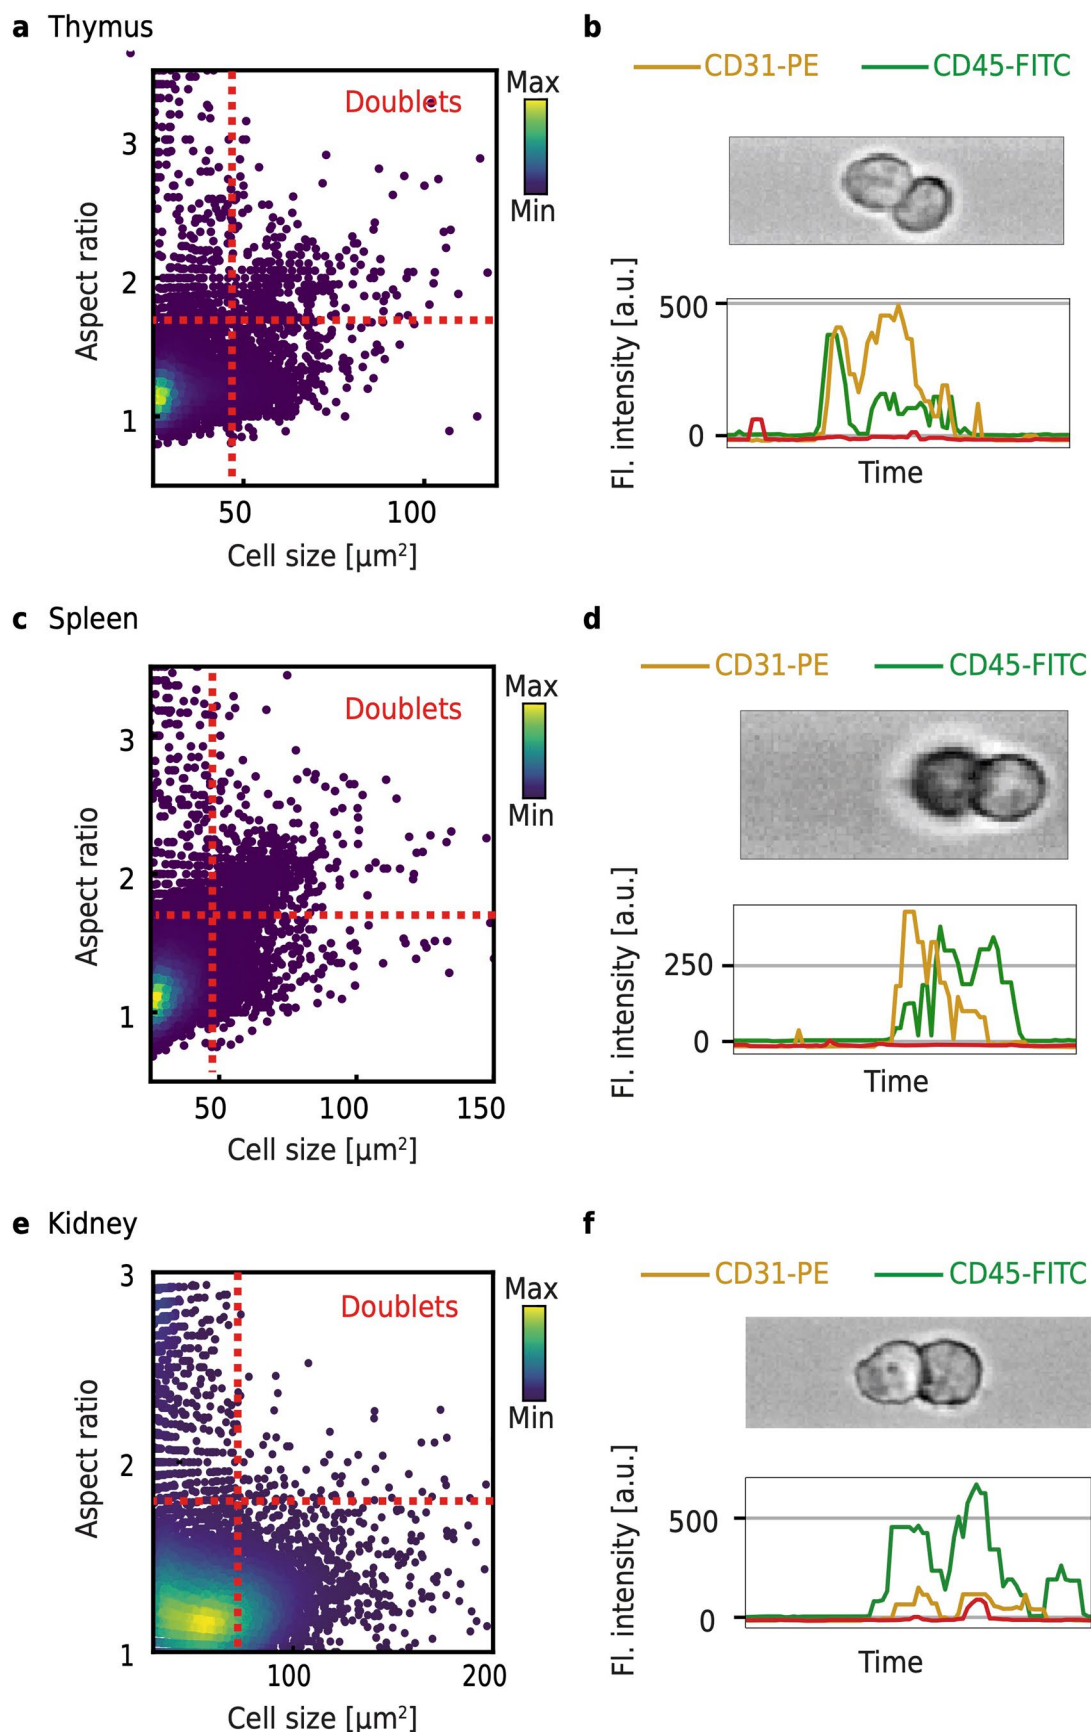 a Thymus
Doublets
Max
Min
3
2
1
Aspect ratio
50 100
Cell size [µm²]
b
CD31-PE CD45-FITC
500
0
Fl. intensity [a.u.]
Time
c Spleen
Doublets
Max
Min
3
2
1
Aspect ratio
50 100 150
Cell size [µm²]
d
CD31-PE CD45-FITC
250
0
Fl. intensity [a.u.]
Time
e Kidney
Doublets
Max
Min
3
2
1
Aspect ratio
100 200
Cell size [µm²]
f
CD31-PE CD45-FITC
500
0
Fl. intensity [a.u.]
Time